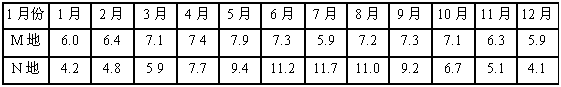 1月份 1月 2月 3月 4月 5月 6月 7月 8月 9月 10月 11月 12月
M地 6.0 6.4 7.1 7 4 7.9 7.3 5.9 7.2 7.3 7.1 6.3 5.9
N地 4.2 4.8 5 9 7.7 9.4 11.2 11.7 11.0 9.2 6.7 5.1 4.1